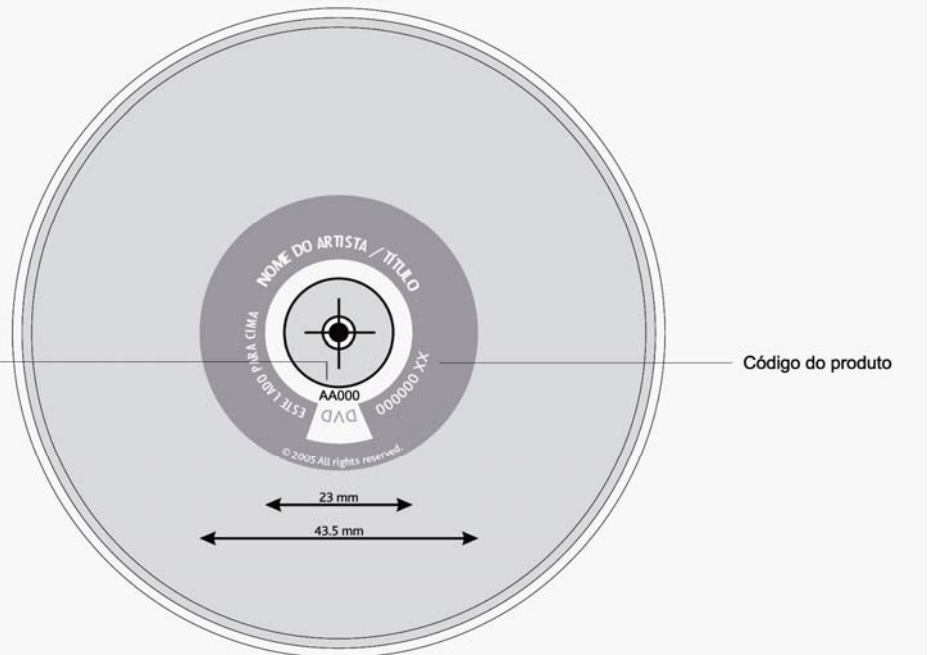 NOME DO ARTISTA / TÍTULO
ESTE LADO PARA CIMA
XX 000000
Código do produto
AA000
DVD
© 2005 All rights reserved.
23 mm
43.5 mm